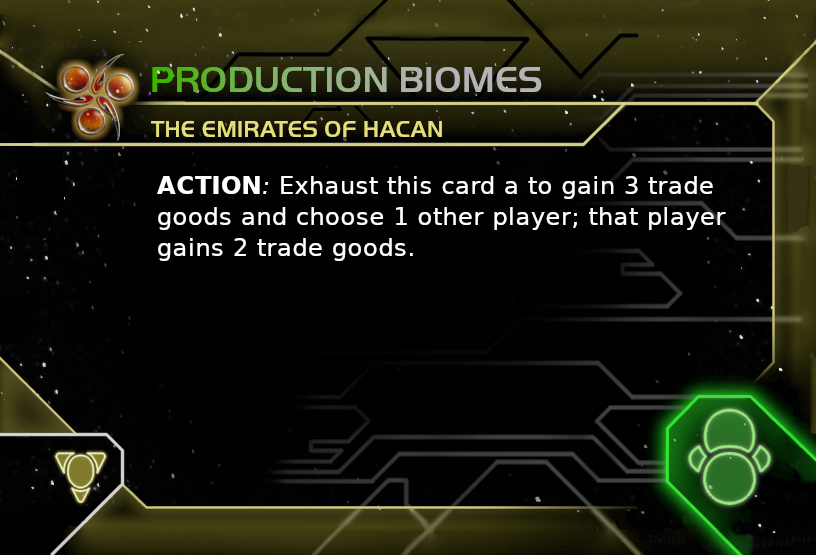 PRODUCTION BIOMES
THE EMIRATES OF HACAN
ACTION: Exhaust this card a to gain 3 trade
goods and choose 1 other player; that player
gains 2 trade goods.